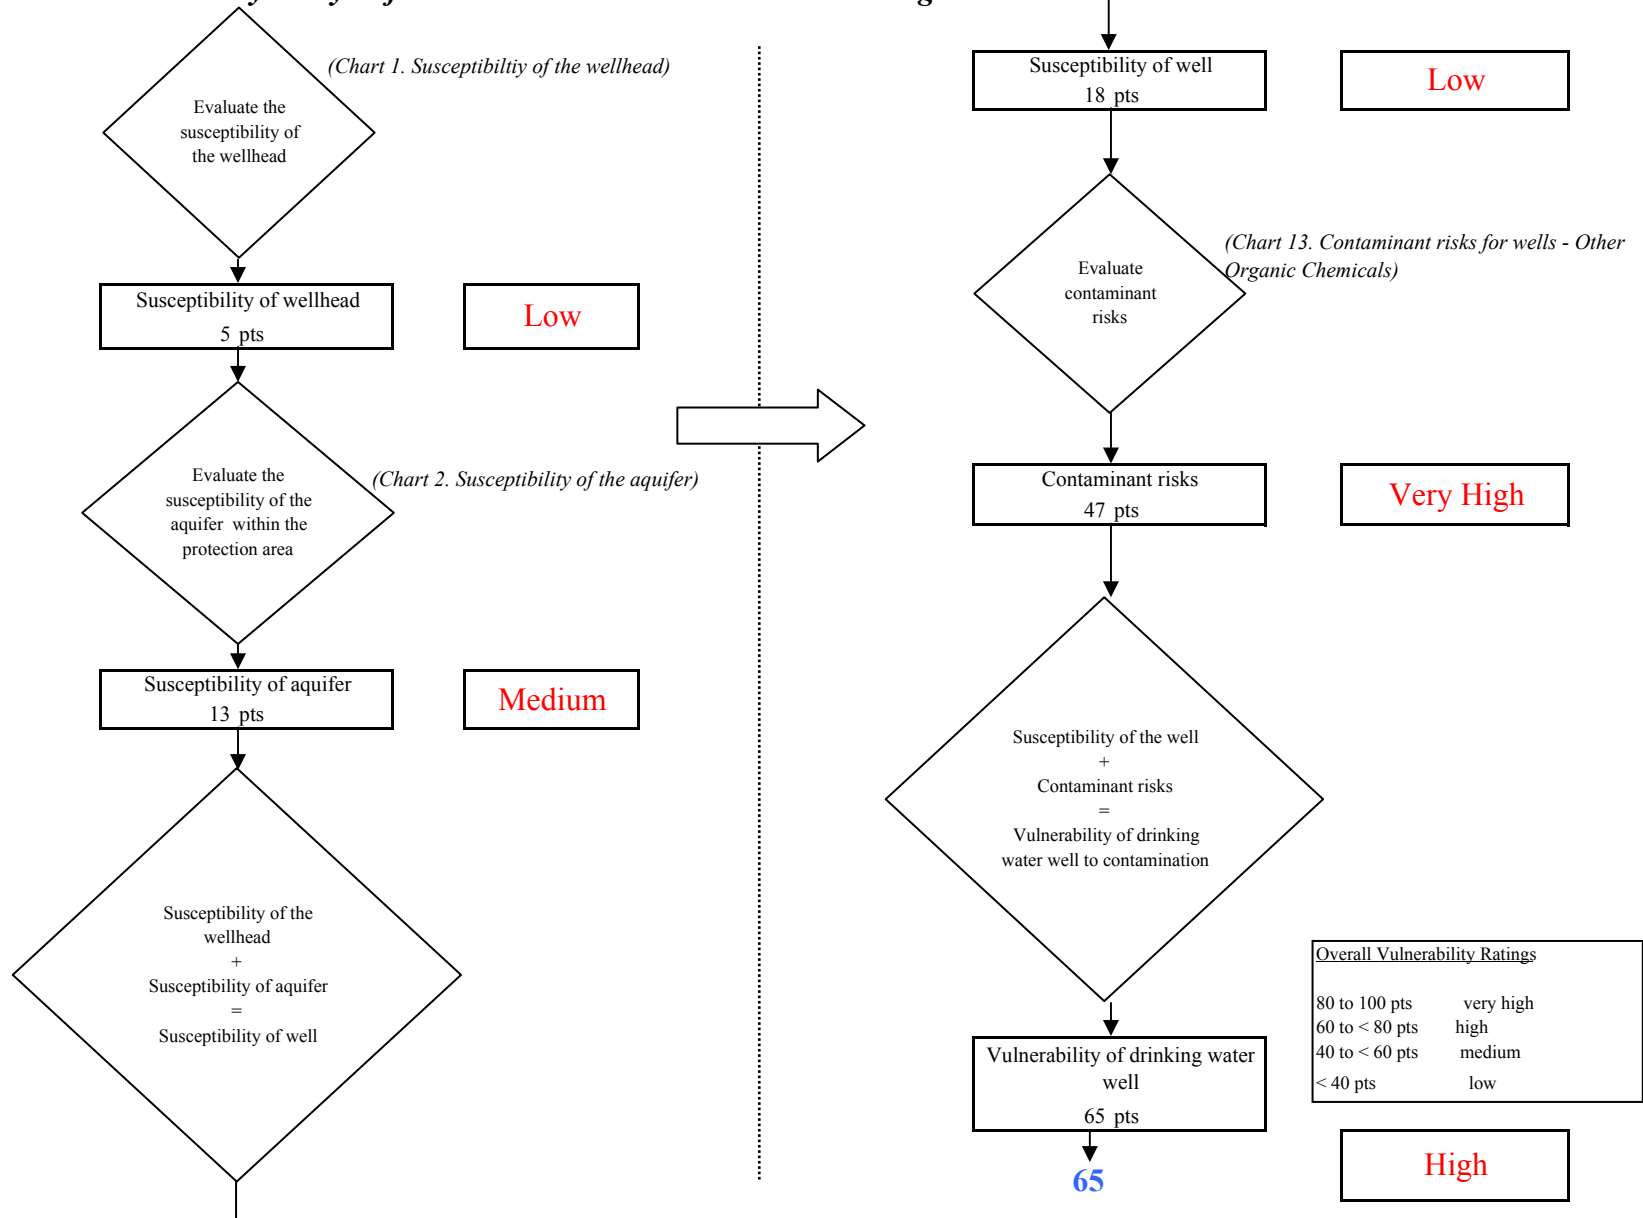 (Chart 1. Susceptibiltiy of the wellhead)
Evaluate the
susceptibility of
the wellhead
Susceptibility of wellhead
5 pts
Low
Evaluate the
susceptibility of the
aquifer within the
protection area
(Chart 2. Susceptibility of the aquifer)
Susceptibility of aquifer
13 pts
Medium
Susceptibility of the
wellhead
+
Susceptibility of aquifer
=
Susceptibility of well
Susceptibility of well
18 pts
Low
(Chart 13. Contaminant risks for wells - Other
Organic Chemicals)
Evaluate
contaminant
risks
Contaminant risks
47 pts
Very High
Susceptibility of the well
+
Contaminant risks
=
Vulnerability of drinking
water well to contamination
Overall Vulnerability Ratings
80 to 100 pts very high
60 to < 80 pts high
40 to < 60 pts medium
< 40 pts low
Vulnerability of drinking water
well
65 pts
65
High